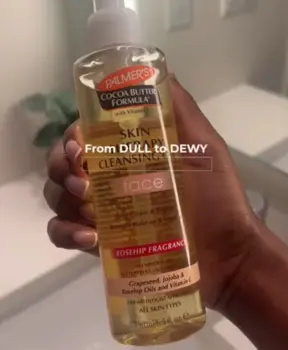 PALMER'S
COCOA BUTTER
FORMULA
with Vitamin E
SKIN
From DULL to DEWY
CLEANSING
face
ROSEHIP FRAGRANCE
Grapeseed, Jojoba &
Rosehip Oils and Vitamin E
ALL SKIN TYPES